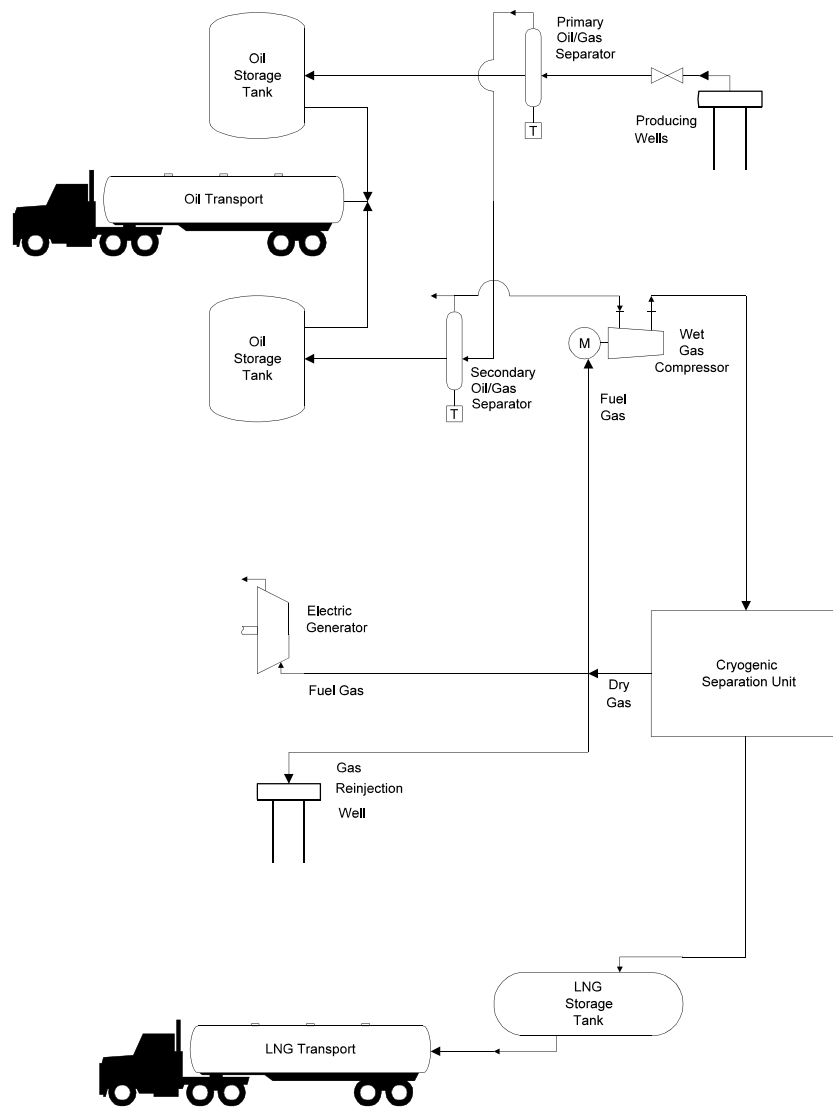 Primary
Oil/Gas
Separator
Oil
Storage
Tank
T
Producing
Wells
Oil Transport
Oil
Storage
Tank
M
Wet
Gas
Compressor
Secondary
Oil/Gas
Separator
T
Fuel
Gas
Electric
Generator
Cryogenic
Separation Unit
Fuel Gas
Dry
Gas
Gas
Reinjection
Well
LNG
Storage
Tank
LNG Transport